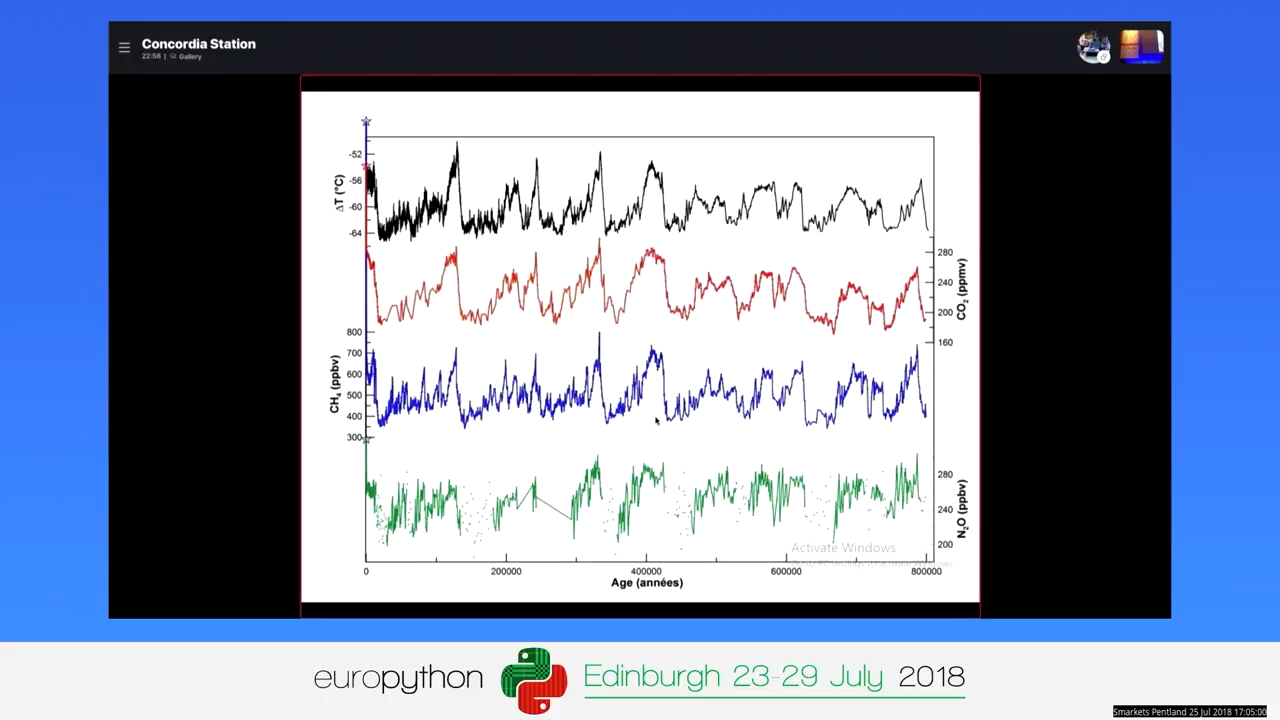 Concordia Station
22:58 | Gallery
-52
-56
-60
-64
ΔT (°C)
280
240
200
160
CO₂ (ppmv)
800
700
600
500
400
300
CH₄ (ppbv)
280
240
200
N₂O (ppbv)
Activate Windows
0 200000 400000 600000 800000
Age (années)
europython Edinburgh 23-29 July 2018
Smarkets Pentland 25 Jul 2018 17:05:00